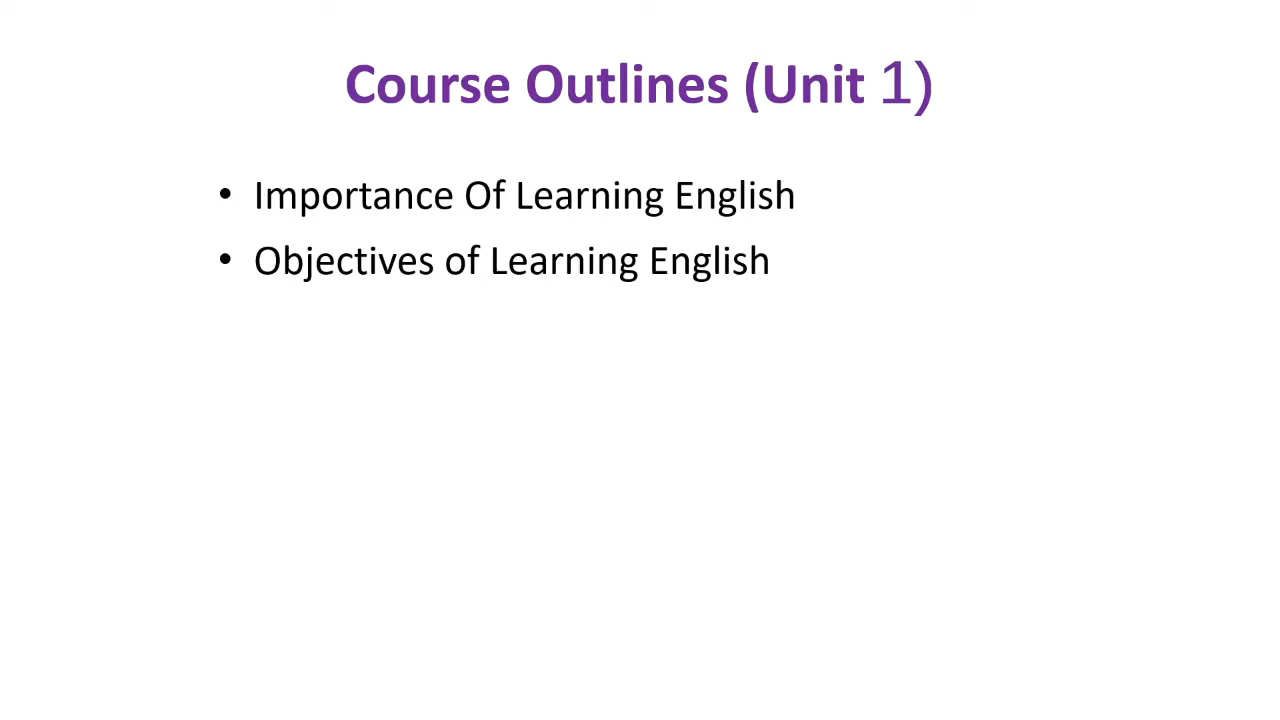 Course Outlines (Unit 1)
• Importance Of Learning English
• Objectives of Learning English